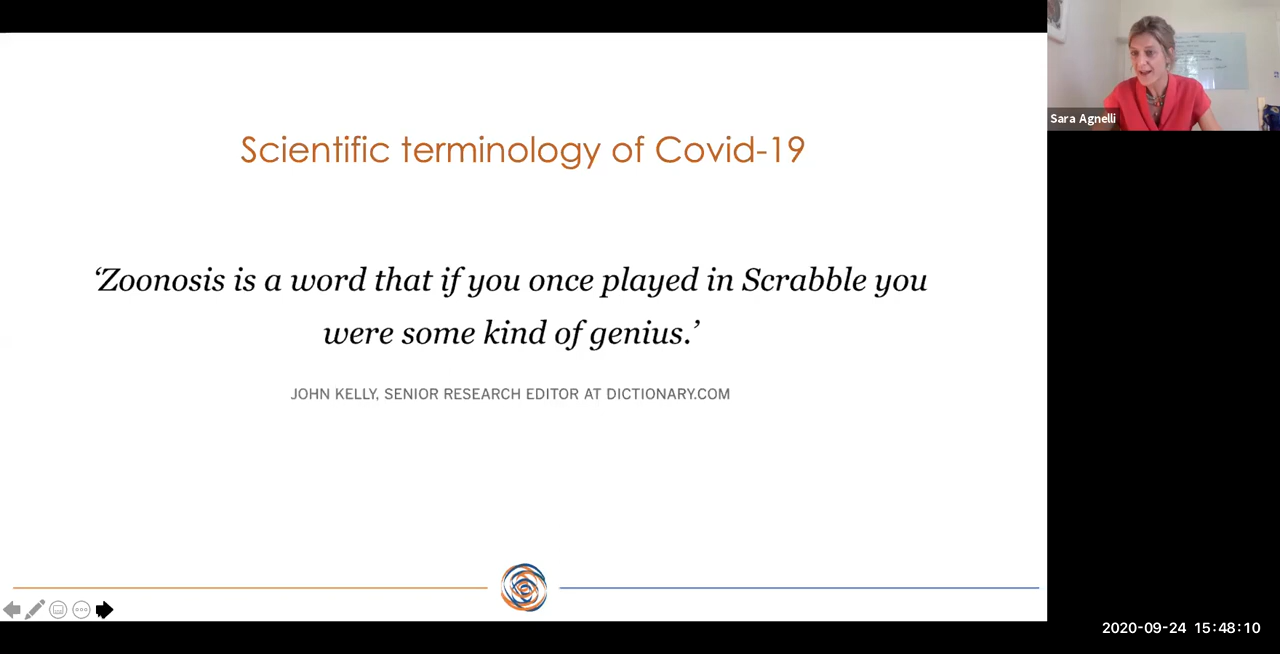 Scientific terminology of Covid-19
‘Zoonosis is a word that if you once played in Scrabble you
were some kind of genius.’
JOHN KELLY, SENIOR RESEARCH EDITOR AT DICTIONARY.COM
Sara Agnelli
2020-09-24 15:48:10